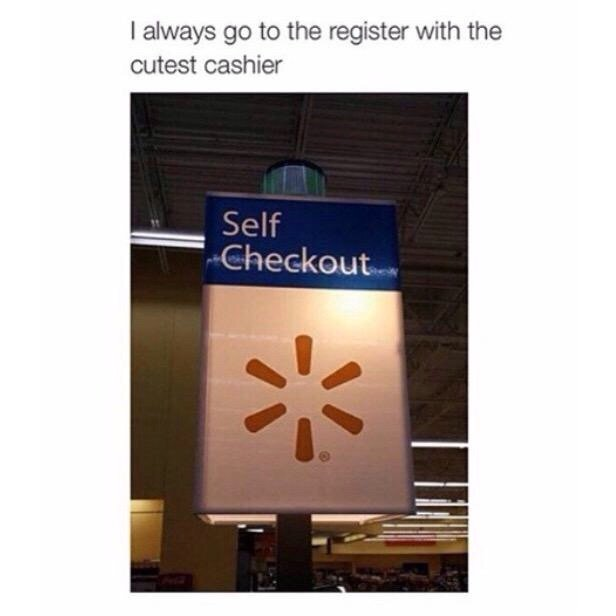 I always go to the register with the
cutest cashier
Self
Checkout
®